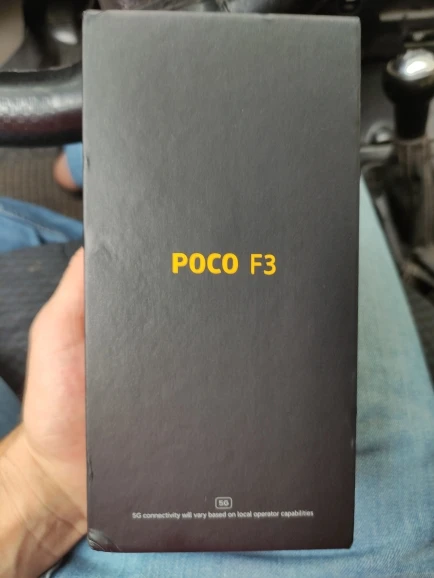 POCO F3
5G
5G connectivity will vary based on local operator capabilities